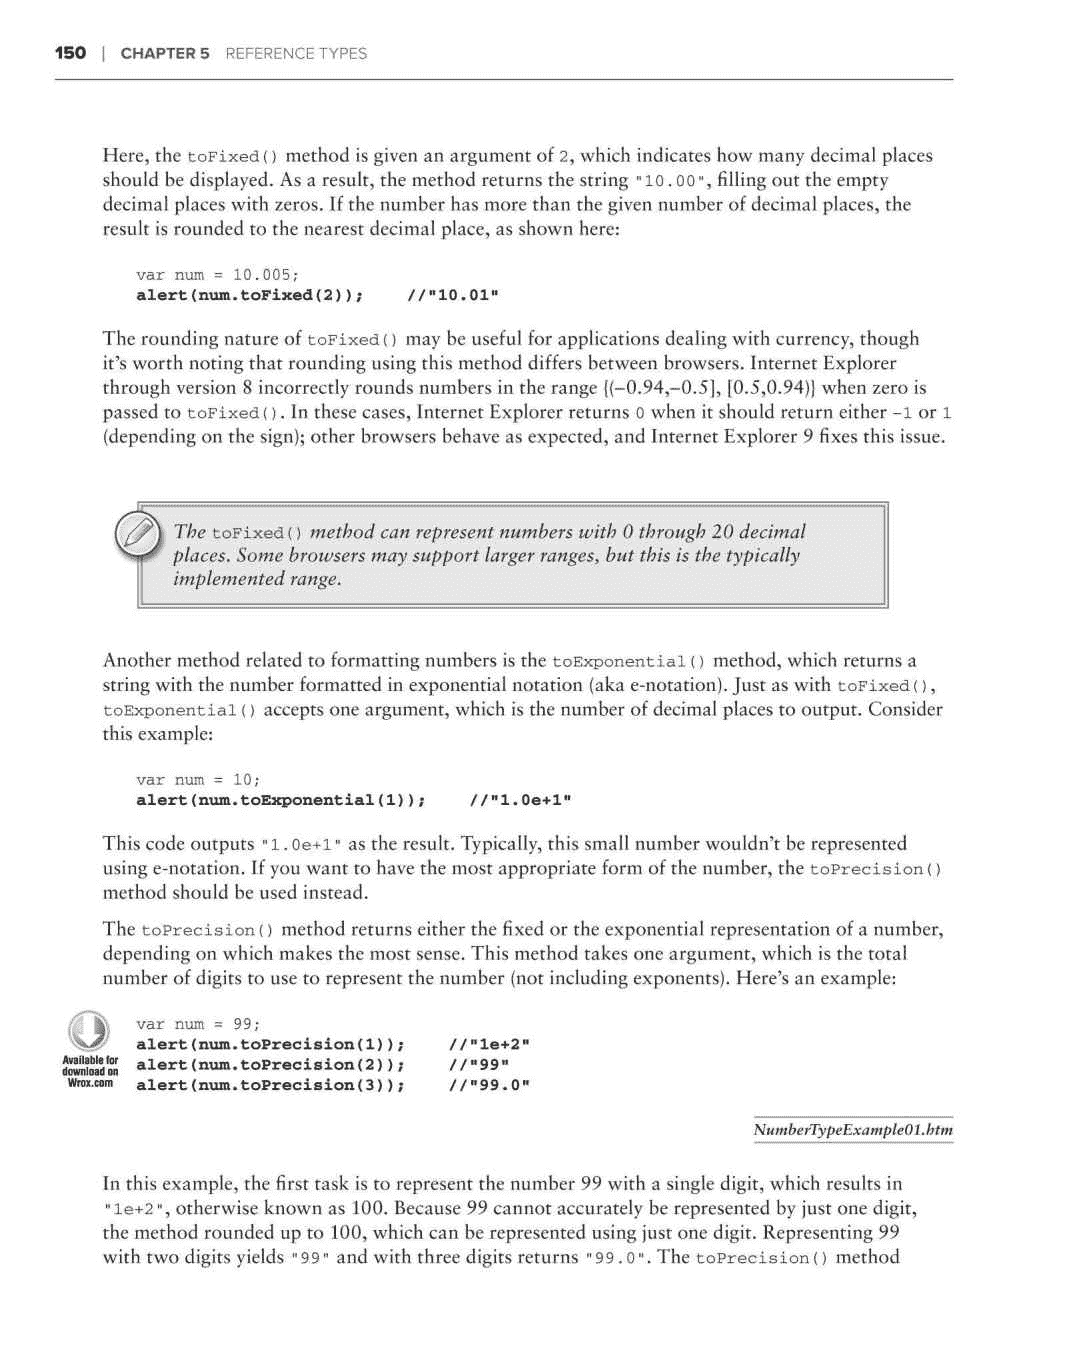 150 | CHAPTER 5 REFERENCE TYPES
Here, the toFixed() method is given an argument of 2, which indicates how many decimal places
should be displayed. As a result, the method returns the string "10.00", filling out the empty
decimal places with zeros. If the number has more than the given number of decimal places, the
result is rounded to the nearest decimal place, as shown here:
var num = 10.005;
alert(num.toFixed(2)); //"10.01"
The rounding nature of toFixed() may be useful for applications dealing with currency, though
it's worth noting that rounding using this method differs between browsers. Internet Explorer
through version 8 incorrectly rounds numbers in the range {(−0.94,−0.5], [0.5,0.94)} when zero is
passed to toFixed(). In these cases, Internet Explorer returns 0 when it should return either -1 or 1
(depending on the sign); other browsers behave as expected, and Internet Explorer 9 fixes this issue.
The toFixed() method can represent numbers with 0 through 20 decimal
places. Some browsers may support larger ranges, but this is the typically
implemented range.
Another method related to formatting numbers is the toExponential() method, which returns a
string with the number formatted in exponential notation (aka e-notation). Just as with toFixed(),
toExponential() accepts one argument, which is the number of decimal places to output. Consider
this example:
var num = 10;
alert(num.toExponential(1)); //"1.0e+1"
This code outputs "1.0e+1" as the result. Typically, this small number wouldn't be represented
using e-notation. If you want to have the most appropriate form of the number, the toPrecision()
method should be used instead.
The toPrecision() method returns either the fixed or the exponential representation of a number,
depending on which makes the most sense. This method takes one argument, which is the total
number of digits to use to represent the number (not including exponents). Here's an example:
var num = 99;
alert(num.toPrecision(1)); //"1e+2"
alert(num.toPrecision(2)); //"99"
alert(num.toPrecision(3)); //"99.0"
Available for
download on
Wrox.com
NumberTypeExample01.htm
In this example, the first task is to represent the number 99 with a single digit, which results in
"1e+2", otherwise known as 100. Because 99 cannot accurately be represented by just one digit,
the method rounded up to 100, which can be represented using just one digit. Representing 99
with two digits yields "99" and with three digits returns "99.0". The toPrecision() method